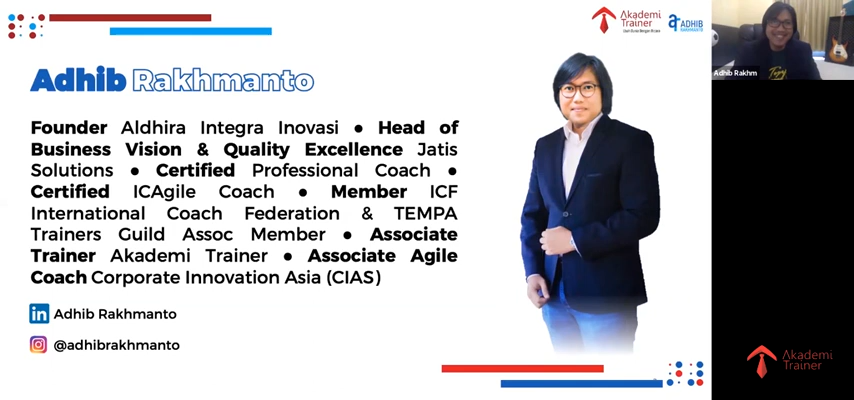 Akademi
Trainer
ADHIB
RAKHMANTO
Adhib Rakhmanto
Founder Aldhira Integra Inovasi ● Head of
Business Vision & Quality Excellence Jatis
Solutions ● Certified Professional Coach ●
Certified ICAgile Coach ● Member ICF
International Coach Federation & TEMPA
Trainers Guild Assoc Member ● Associate
Trainer Akademi Trainer ● Associate Agile
Coach Corporate Innovation Asia (CIAS)
in Adhib Rakhmanto
@adhibrakhmanto
Adhib Rakhm
Akademi
Trainer